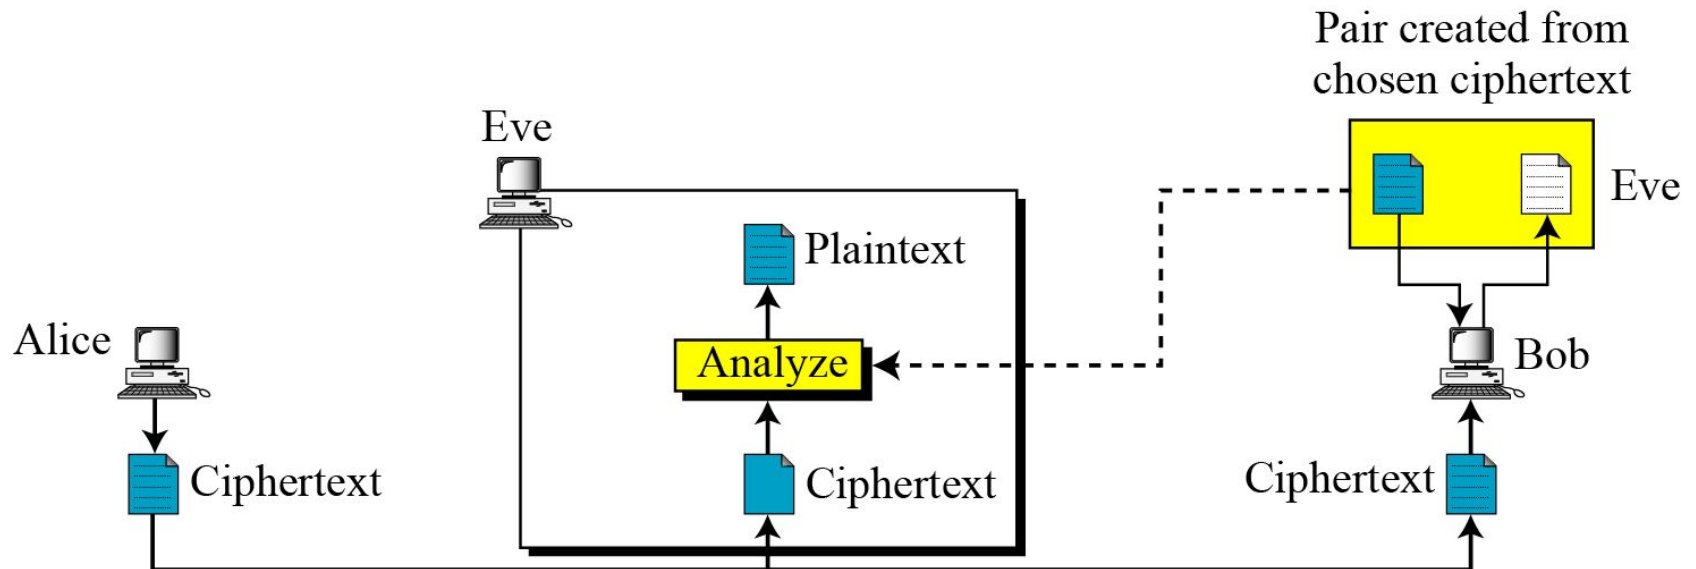 Pair created from
chosen ciphertext
Eve
Eve
Plaintext
Alice
Analyze
Bob
Ciphertext
Ciphertext
Ciphertext